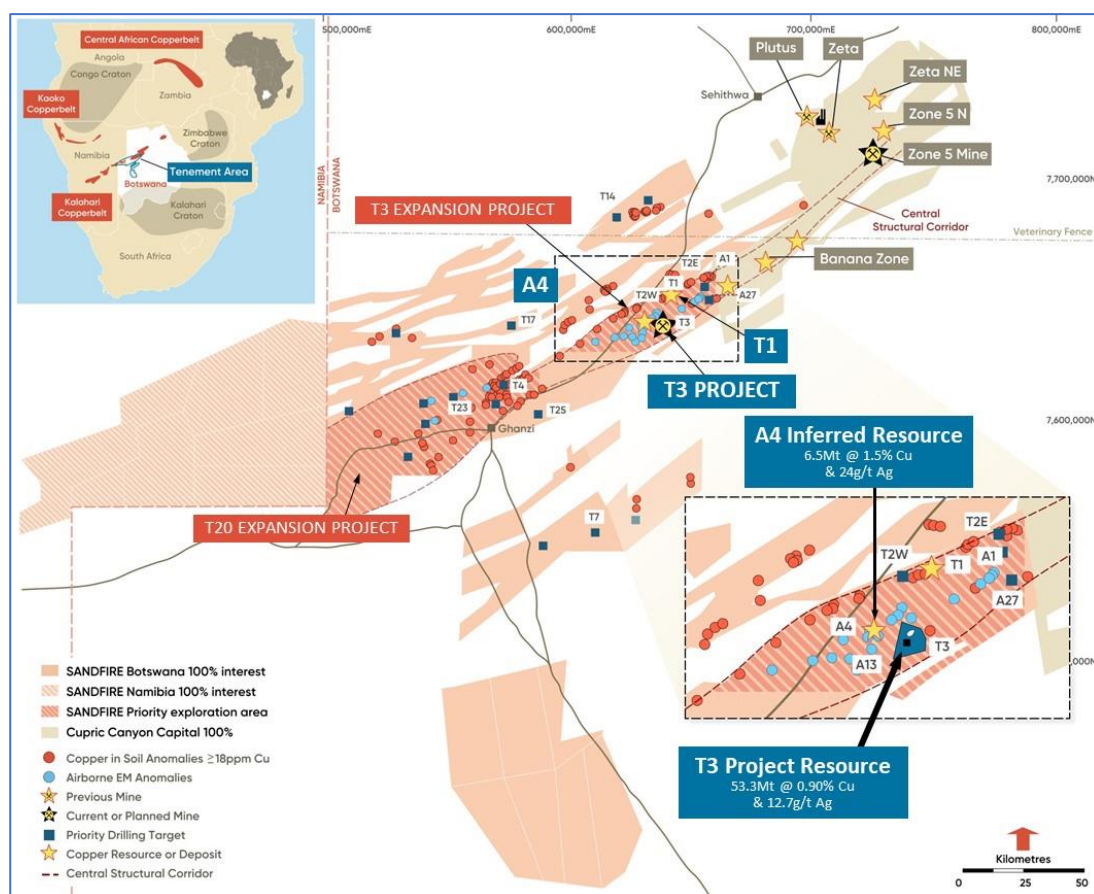 500,000mE
600,000mE
700,000mE
800,000mE
Central African Copperbelt
Angola
Congo Craton
Zambia
Kaoko
Copperbelt
Zimbabwe
Craton
Namibia
Tenement Area
Botswana
Kalahari
Copperbelt
Kalahari
Craton
South Africa
NAMIBIA
BOTSWANA
Plutus
Zeta
Sehithwa
Zeta NE
Zone 5 N
Zone 5 Mine
7,700,000mN
T14
T3 EXPANSION PROJECT
Central
Structural Corridor
Veterinary Fence
A4
T2E
A1
T1
Banana Zone
T2W
A27
T17
T3
T1
T3 PROJECT
T4
T23
T25
Ghanzi
7,600,000mN
A4 Inferred Resource
6.5Mt @ 1.5% Cu
& 24g/t Ag
T20 EXPANSION PROJECT
T7
T2E
T2W
T1
A1
A27
A4
T3
A13
SANDFIRE Botswana 100% interest
SANDFIRE Namibia 100% interest
SANDFIRE Priority exploration area
Cupric Canyon Capital 100%
Copper in Soil Anomalies ≥18ppm Cu
Airborne EM Anomalies
Previous Mine
Current or Planned Mine
Priority Drilling Target
Copper Resource or Deposit
Central Structural Corridor
T3 Project Resource
53.3Mt @ 0.90% Cu
& 12.7g/t Ag
Kilometres
0 25 50